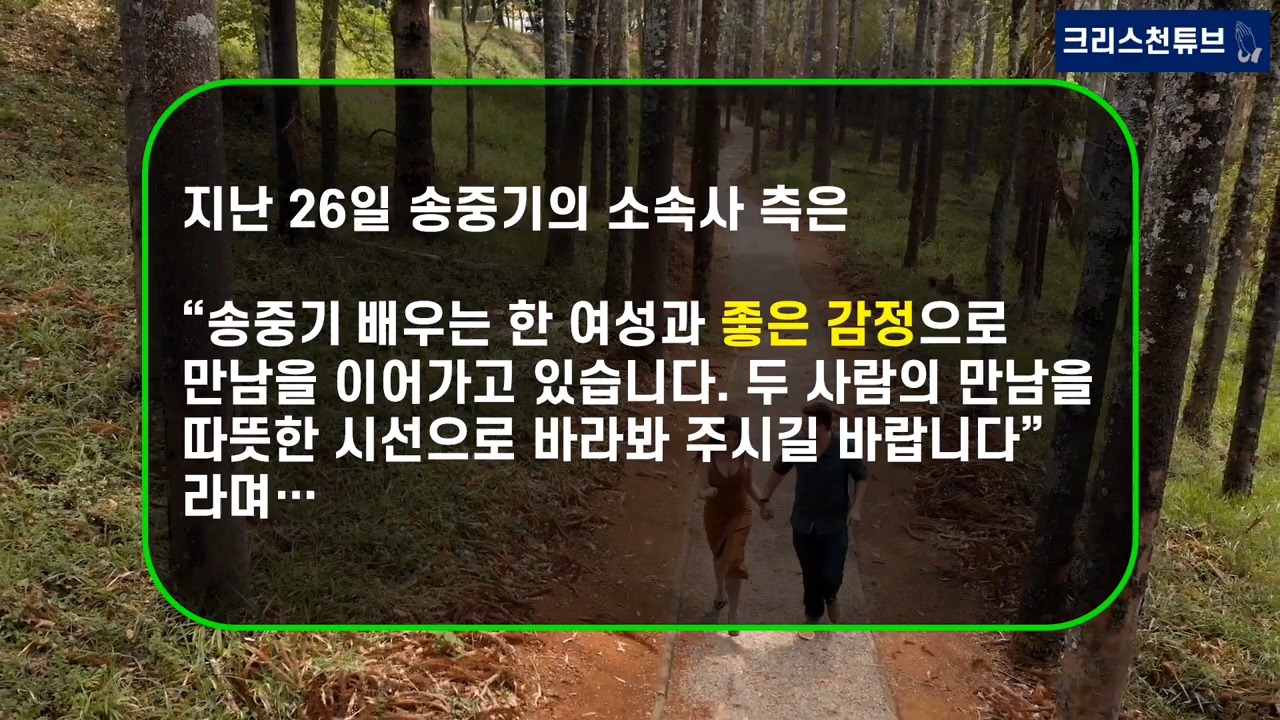 크리스천튜브
지난 26일 송중기의 소속사 측은
“송중기 배우는 한 여성과 좋은 감정으로
만남을 이어가고 있습니다. 두 사람의 만남을
따뜻한 시선으로 바라봐 주시길 바랍니다”
라며…